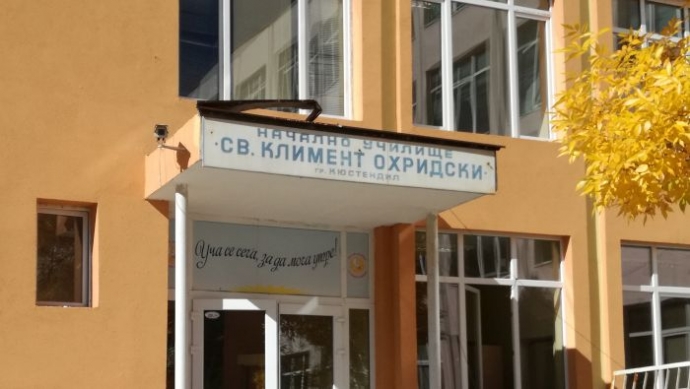 НАЧАЛНО УЧИЛИЩЕ
·СВ. КЛИМЕНТ ОХРИДСКИ·
ГР. КЮСТЕНДИЛ
Уча се сега, за да мога утре!